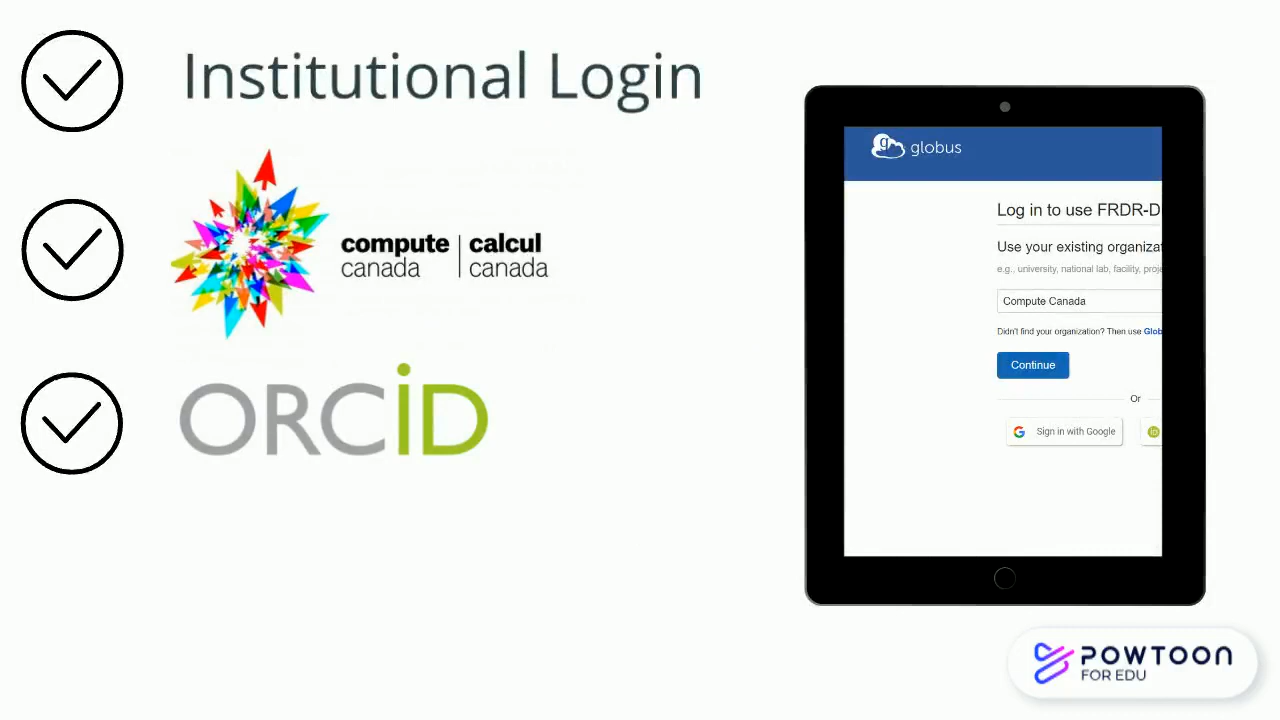 Institutional Login
compute | calcul
canada | canada
ORCiD
globus
Log in to use FRDR-D
Use your existing organizat
e.g., university, national lab, facility, proje
Compute Canada
Didn't find your organization? Then use Glob
Continue
Or
Sign in with Google
iD
POWTOON
FOR EDU